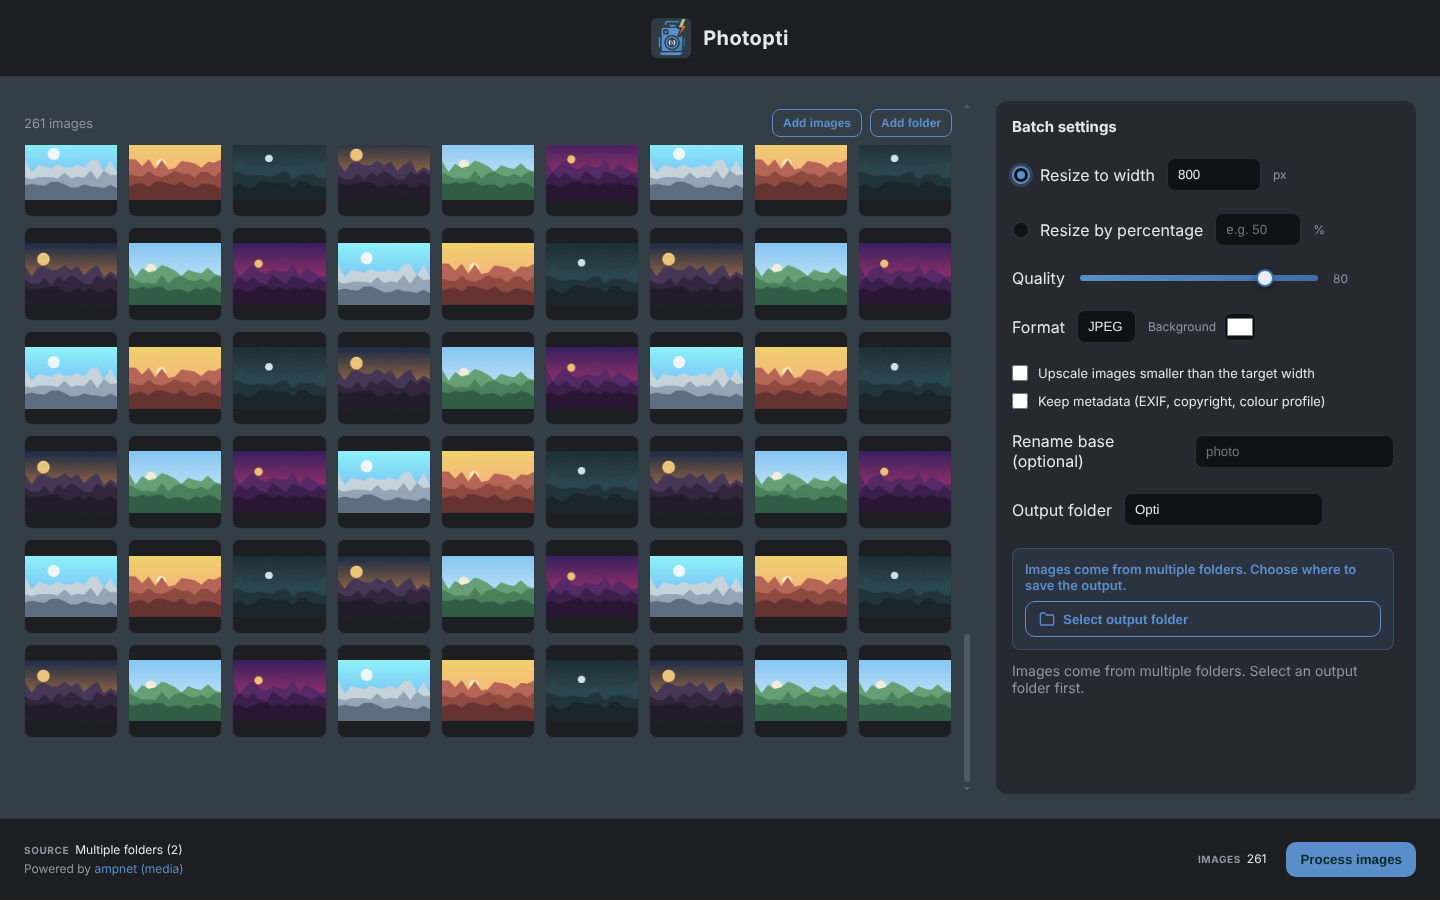 Photopti
261 images
Add images
Add folder
Batch settings
Resize to width
800
px
Resize by percentage
e.g. 50
%
Quality
80
Format
JPEG
Background
Upscale images smaller than the target width
Keep metadata (EXIF, copyright, colour profile)
Rename base
(optional)
photo
Output folder
Opti
Images come from multiple folders. Choose where to
save the output.
Select output folder
Images come from multiple folders. Select an output
folder first.
SOURCE Multiple folders (2)
Powered by ampnet (media)
IMAGES 261
Process images